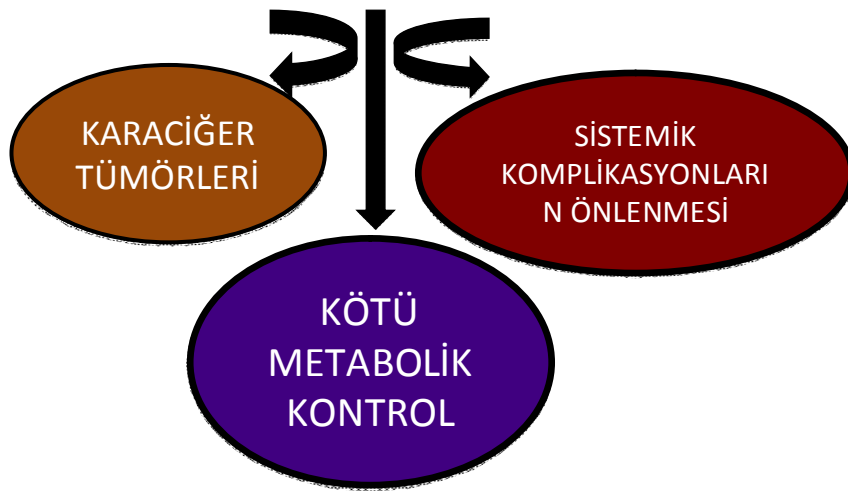 KARACİĞER
TÜMÖRLERİ
SİSTEMİK
KOMPLİKASYONLARI
N ÖNLENMESİ
KÖTÜ
METABOLİK
KONTROL